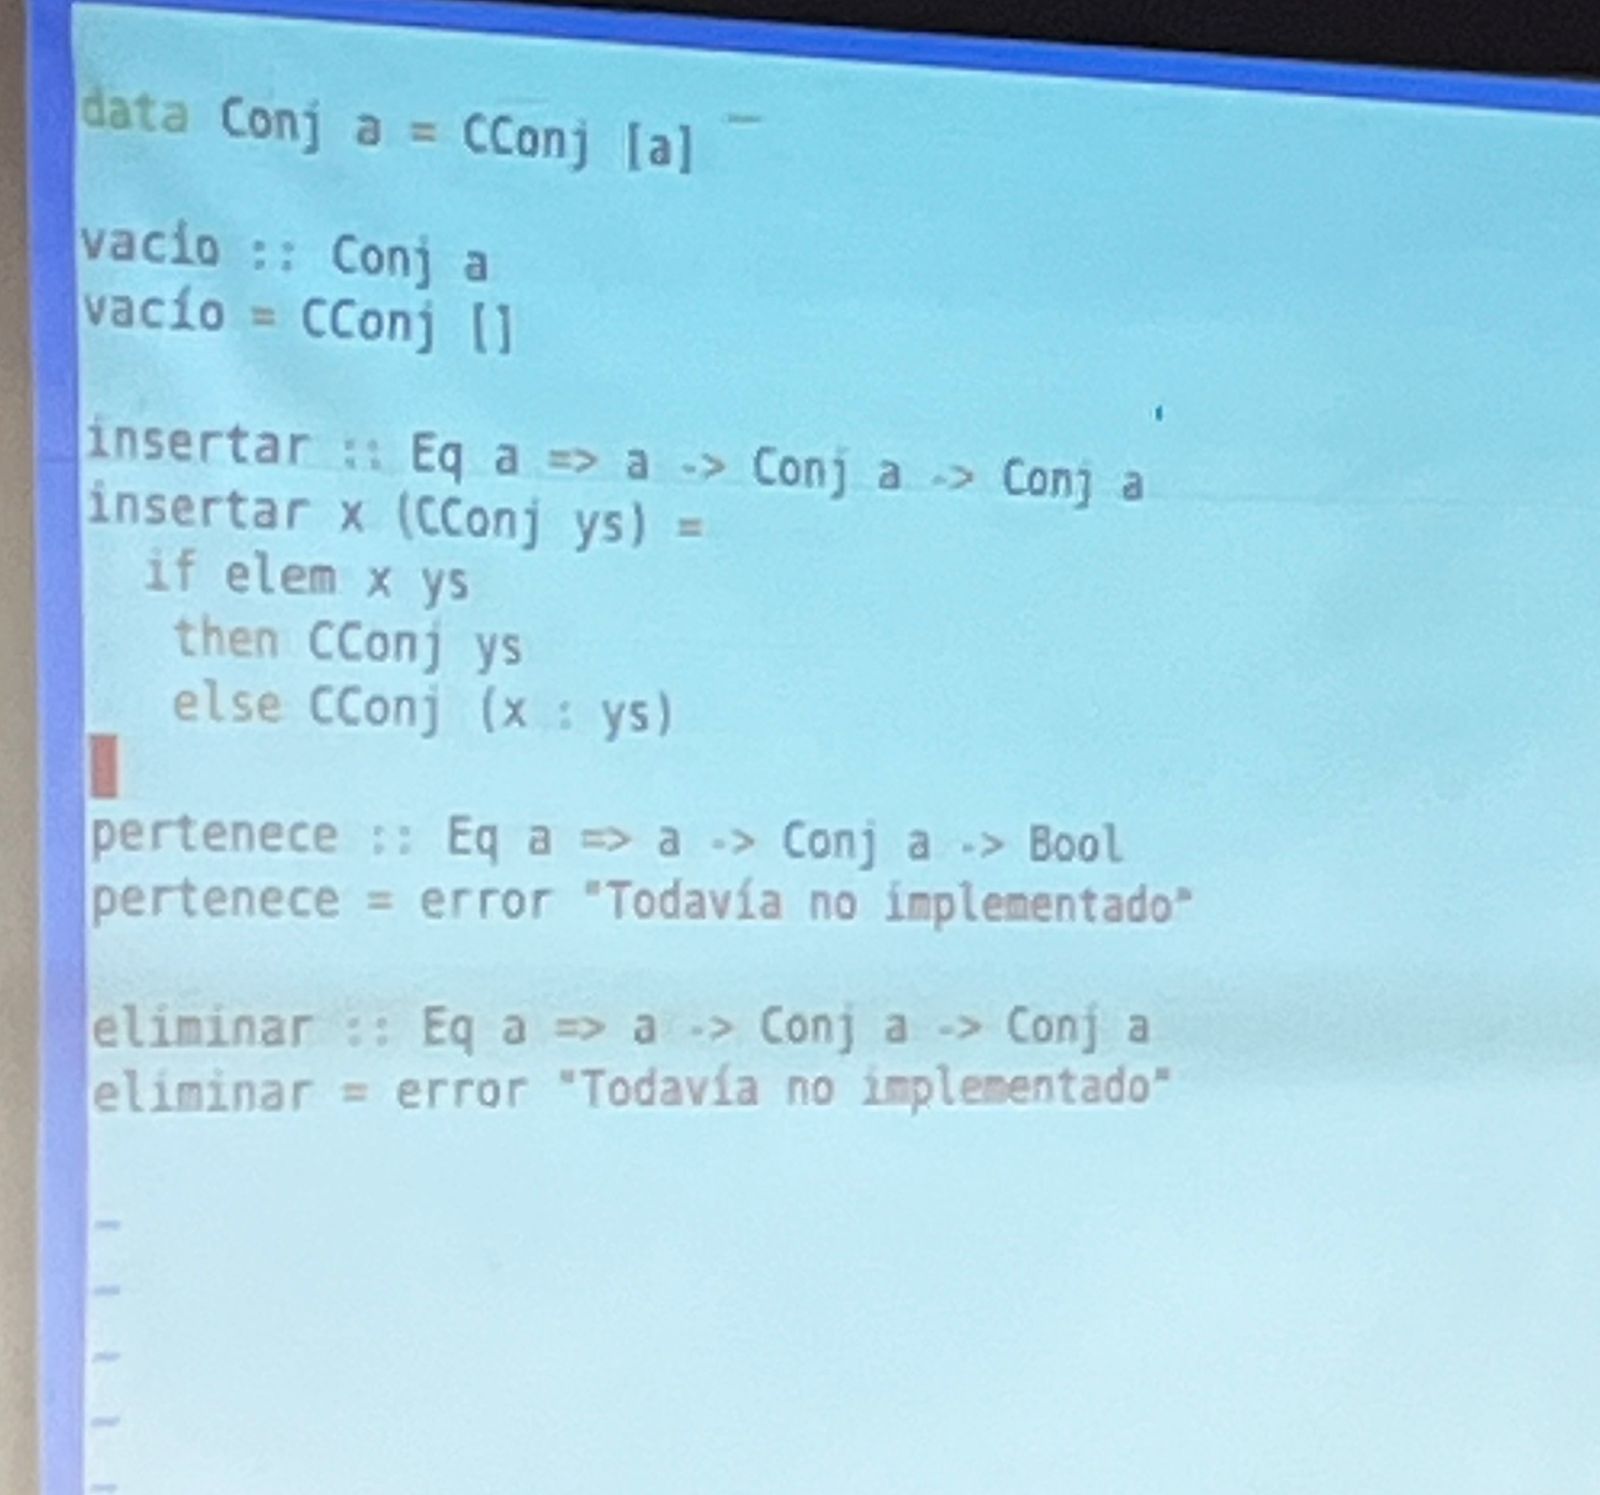 data Conj a = CConj [a]
vacío :: Conj a
vacío = CConj []
insertar :: Eq a => a -> Conj a -> Conj a
insertar x (CConj ys) =
  if elem x ys
   then CConj ys
   else CConj (x : ys)
pertenece :: Eq a => a -> Conj a -> Bool
pertenece = error "Todavía no implementado"
eliminar :: Eq a => a -> Conj a -> Conj a
eliminar = error "Todavía no implementado"